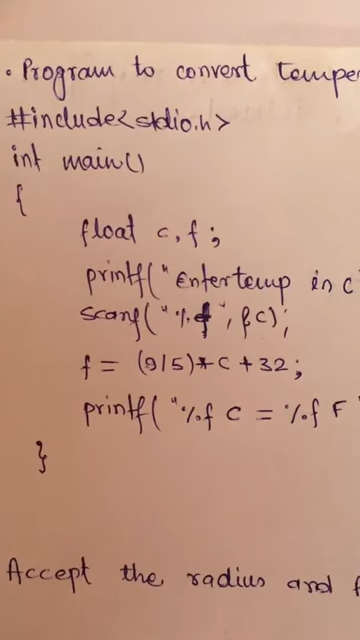 • Program to convert tempe
#include<stdio.h>
int main()
{
float c, f;
printf("Enter temp in c
scanf("%f", &c);
f = (9/5)*c+32;
printf("%f C = %f F"
}
Accept the radius and f